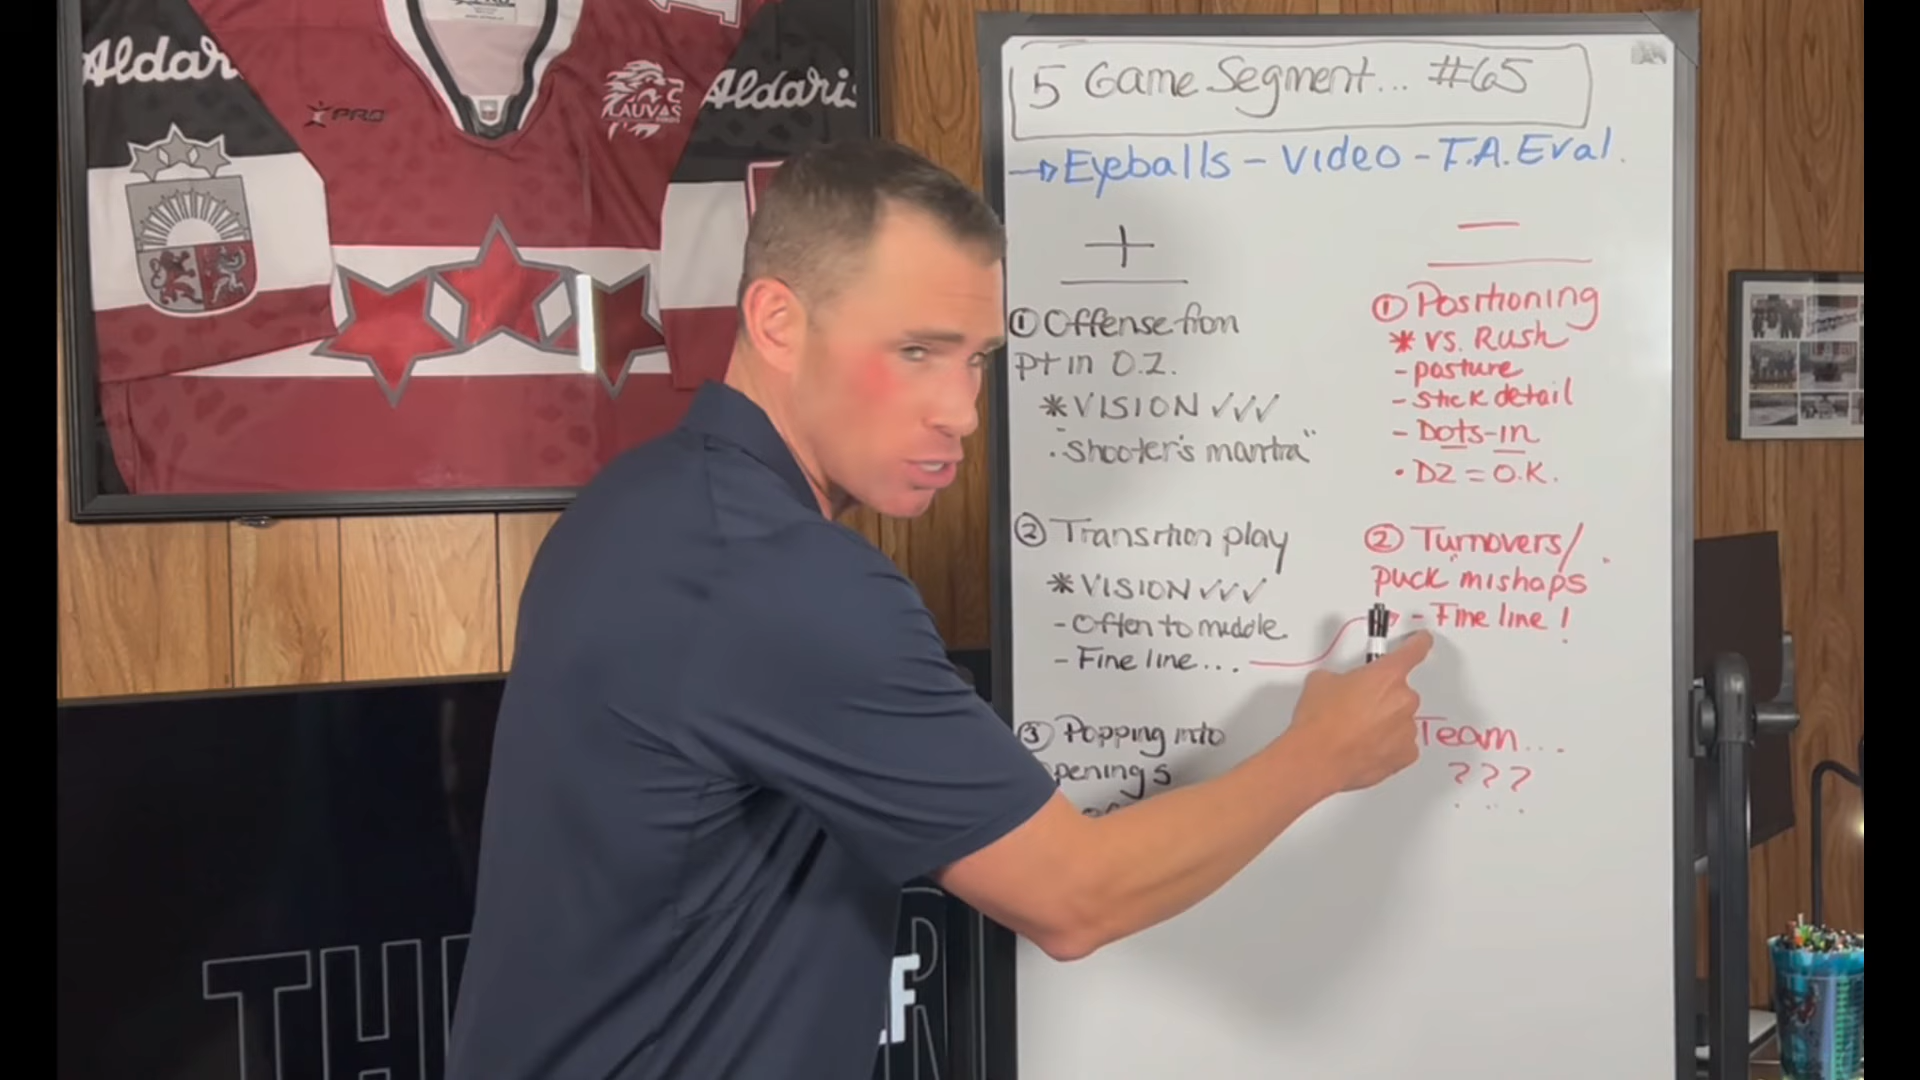 Aldaris
PRO
LAUVAS
Aldaris
5 Game Segment... #65
Eyeballs - Video - T.A. Eval.
+
① Offense from
pt in O.Z.
* VISION ✓✓✓
. "Shooter's mantra"
② Transition play
* VISION ✓✓✓
- Often to middle
- Fine line...
③ Popping into
penings
—
① Positioning
* vs. Rush
- posture
- stick detail
- Dots-in
• DZ = O.K.
② Turnovers/
puck "mishaps
- Fine line!
Team...
???
TH